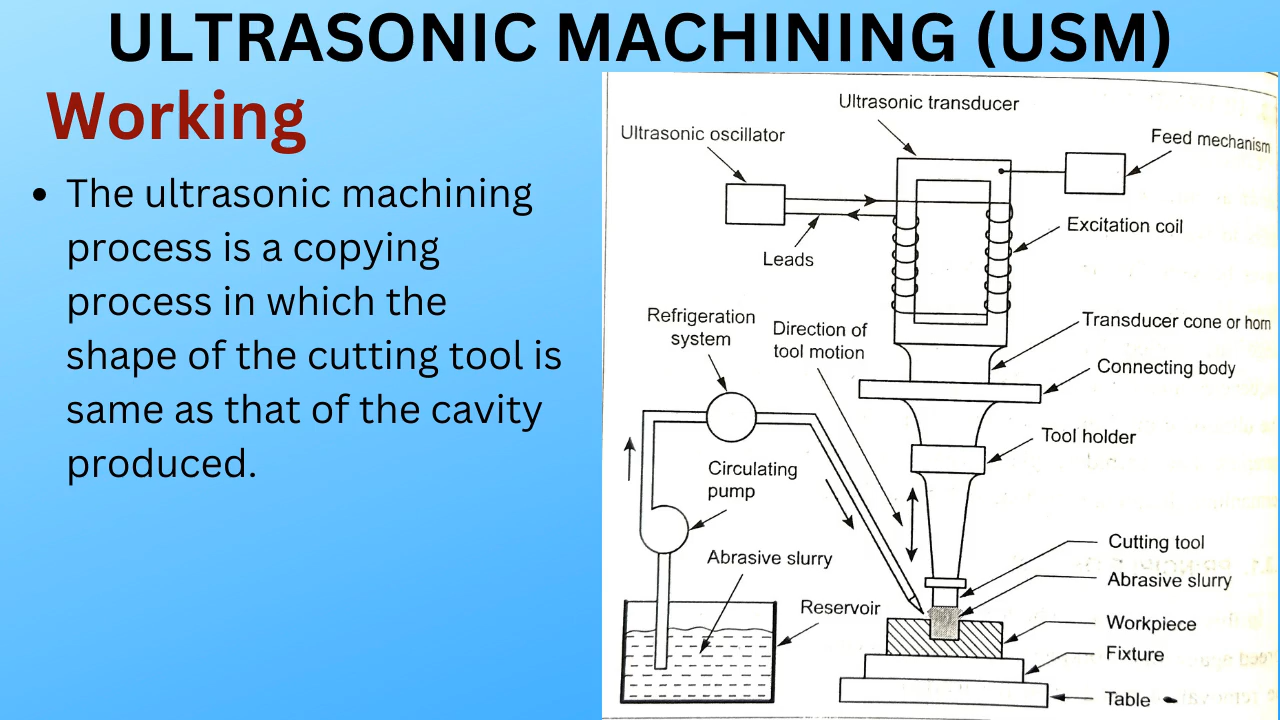 ULTRASONIC MACHINING (USM)
Working
• The ultrasonic machining
process is a copying
process in which the
shape of the cutting tool is
same as that of the cavity
produced.
Ultrasonic transducer
Ultrasonic oscillator
Feed mechanism
Excitation coil
Leads
Refrigeration
system
Direction of
tool motion
Transducer cone or horn
Connecting body
Tool holder
Circulating
pump
Cutting tool
Abrasive slurry
Abrasive slurry
Reservoir
Workpiece
Fixture
Table